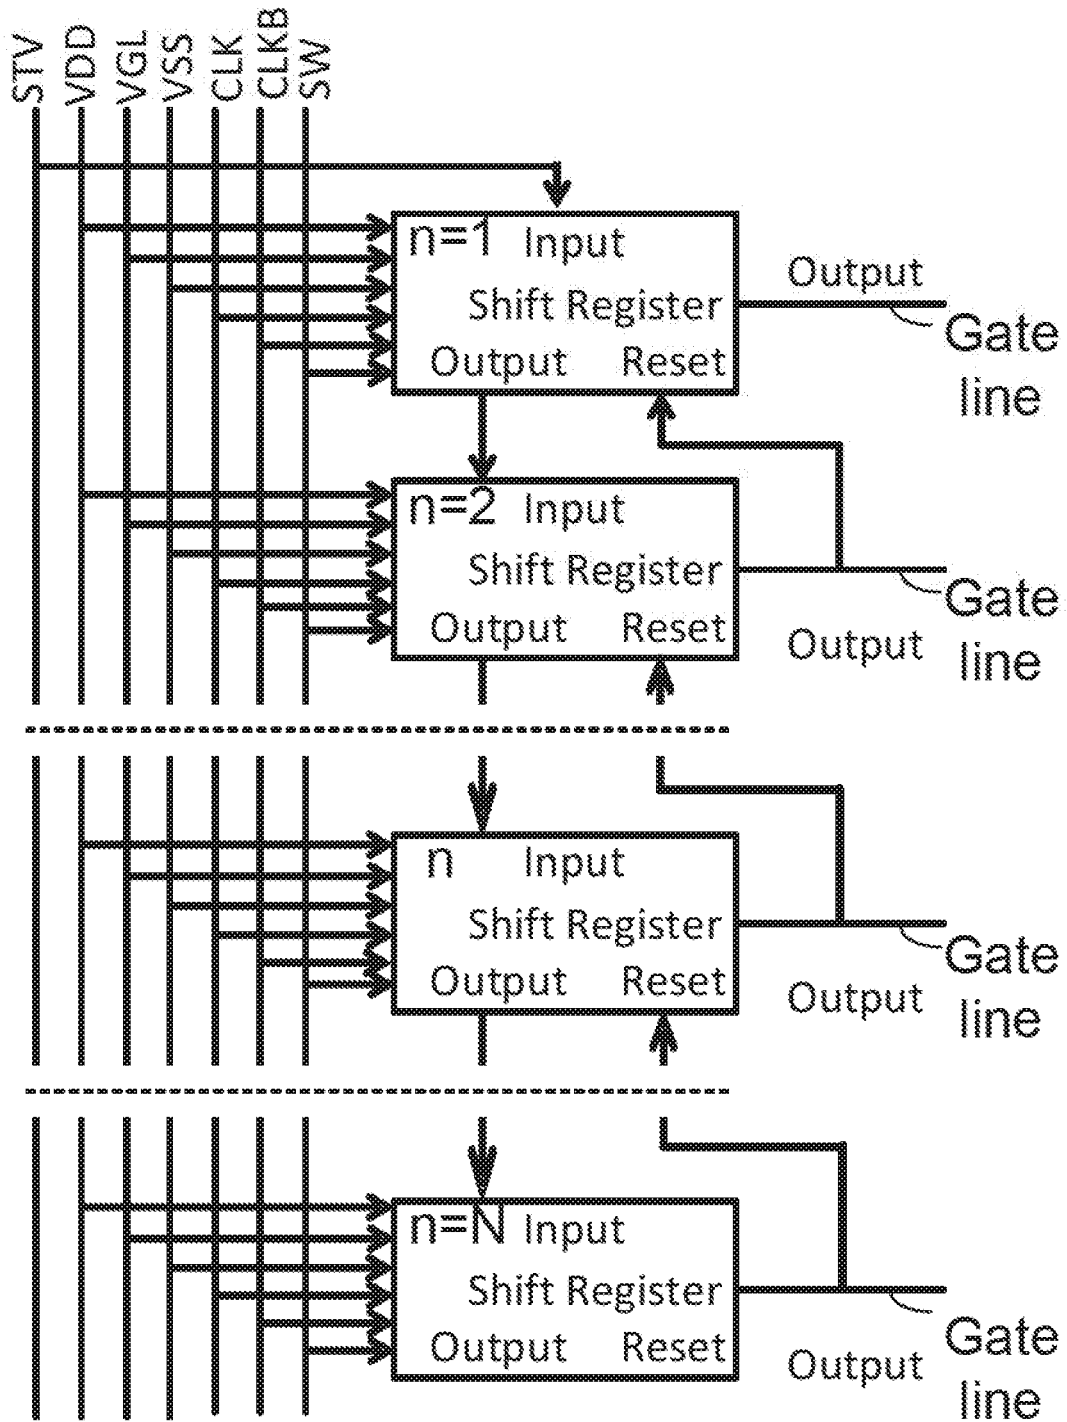 STV
VDD
VGL
VSS
CLK
CLKB
SW
n=1 Input
Shift Register
Output Reset
Output
Gate
line
n=2 Input
Shift Register
Output Reset
Output
Gate
line
n Input
Shift Register
Output Reset
Output
Gate
line
n=N Input
Shift Register
Output Reset
Output
Gate
line